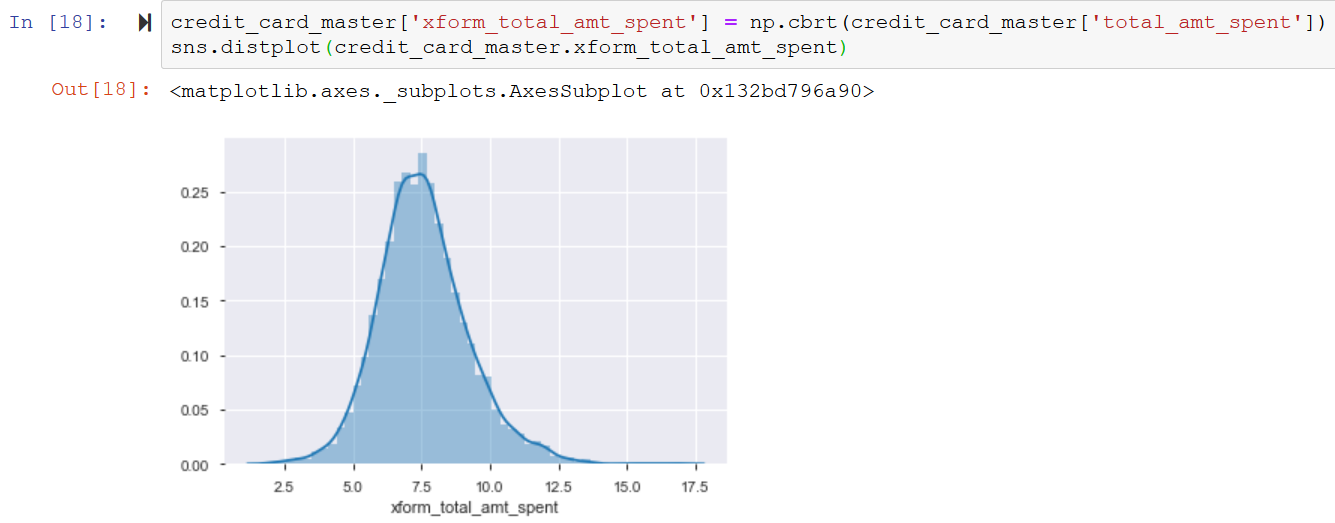 In [18]: credit_card_master['xform_total_amt_spent'] = np.cbrt(credit_card_master['total_amt_spent'])
sns.distplot(credit_card_master.xform_total_amt_spent)
Out[18]: <matplotlib.axes._subplots.AxesSubplot at 0x132bd796a90>
0.25
0.20
0.15
0.10
0.05
0.00
2.5 5.0 7.5 10.0 12.5 15.0 17.5
xform_total_amt_spent